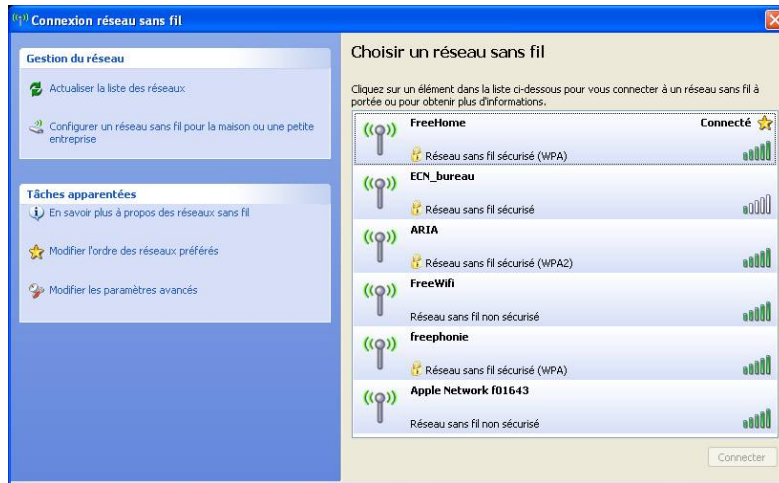 Connexion réseau sans fil
Gestion du réseau
Actualiser la liste des réseaux
Configurer un réseau sans fil pour la maison ou une petite
entreprise
Tâches apparentées
En savoir plus à propos des réseaux sans fil
Modifier l'ordre des réseaux préférés
Modifier les paramètres avancés
Choisir un réseau sans fil
Cliquez sur un élément dans la liste ci-dessous pour vous connecter à un réseau sans fil à
portée ou pour obtenir plus d'informations.
FreeHome Connecté
Réseau sans fil sécurisé (WPA)
ECN_bureau
Réseau sans fil sécurisé
ARIA
Réseau sans fil sécurisé (WPA2)
FreeWifi
Réseau sans fil non sécurisé
freephonie
Réseau sans fil sécurisé (WPA)
Apple Network f01643
Réseau sans fil non sécurisé
Connecter